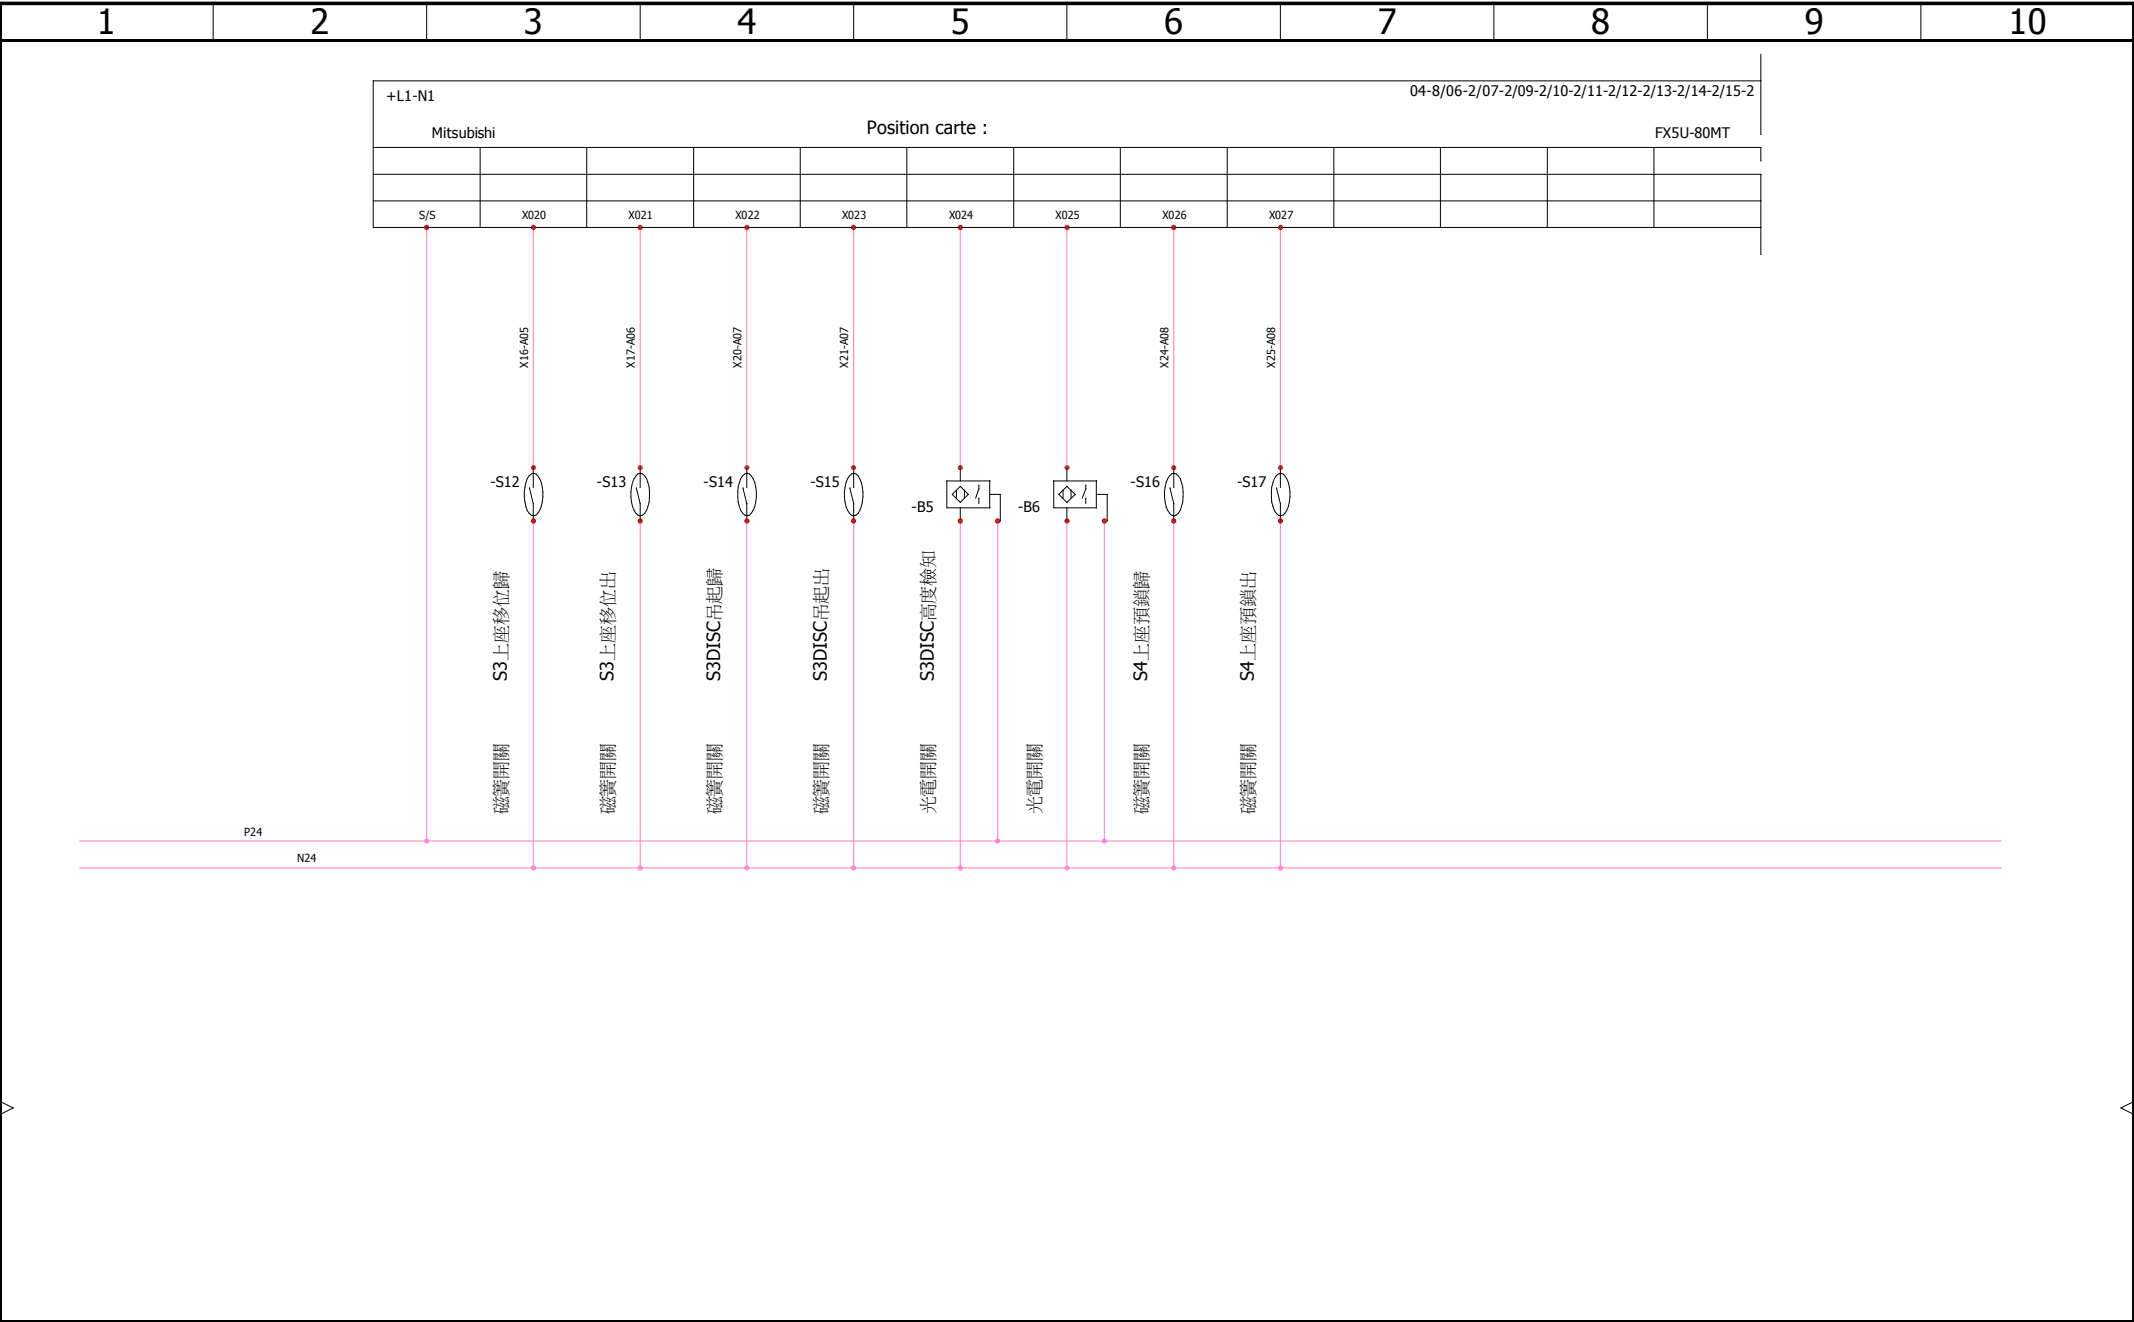 1 2 3 4 5 6 7 8 9 10
+L1-N1 04-8/06-2/07-2/09-2/10-2/11-2/12-2/13-2/14-2/15-2
Mitsubishi Position carte : FX5U-80MT
S/S X020 X021 X022 X023 X024 X025 X026 X027
X16-A05
X17-A06
X20-A07
X21-A07
X24-A08
X25-A08
-S12
-S13
-S14
-S15
-B5
-B6
-S16
-S17
S3上座移位歸
S3上座移位出
S3DISC吊起歸
S3DISC吊起出
S3DISC高度檢知
S4上座預鎖歸
S4上座預鎖出
磁簧開關
磁簧開關
磁簧開關
磁簧開關
光電開關
光電開關
磁簧開關
磁簧開關
P24
N24